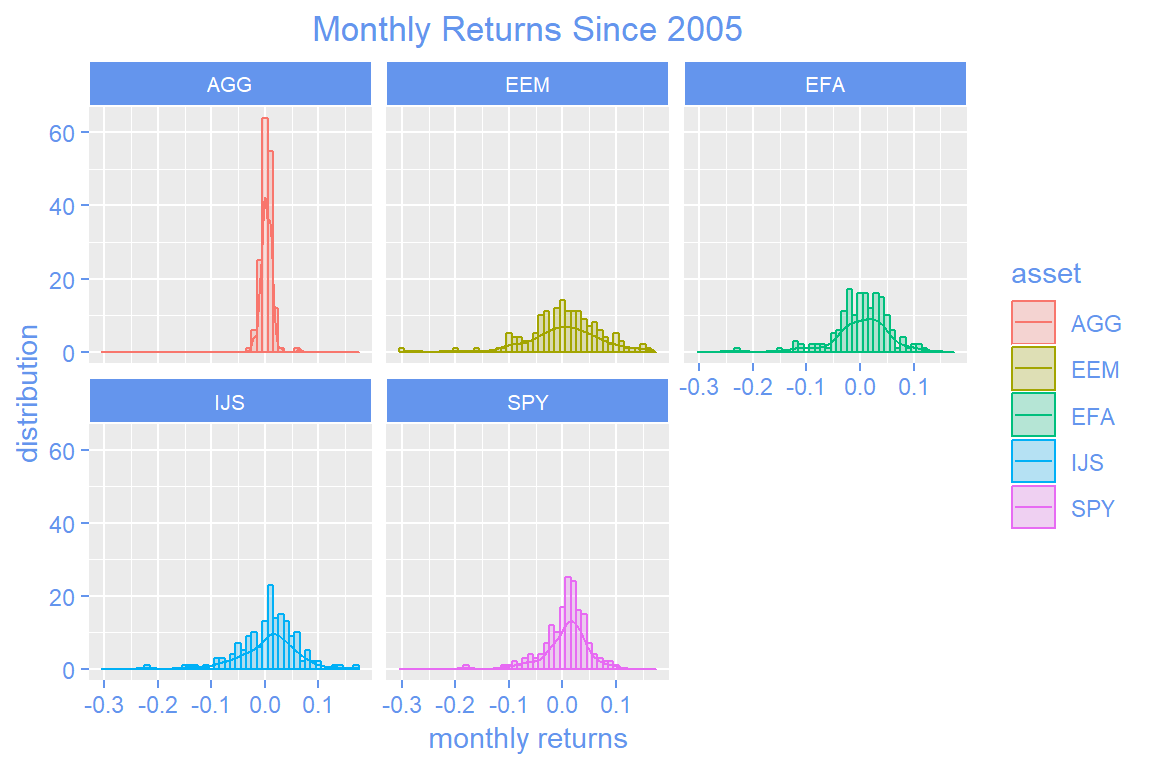 Monthly Returns Since 2005
AGG EEM EFA
60
40
20
0
-0.3 -0.2 -0.1 0.0 0.1
IJS SPY
60
40
20
0
-0.3 -0.2 -0.1 0.0 0.1 -0.3 -0.2 -0.1 0.0 0.1
distribution
monthly returns
asset
AGG
EEM
EFA
IJS
SPY